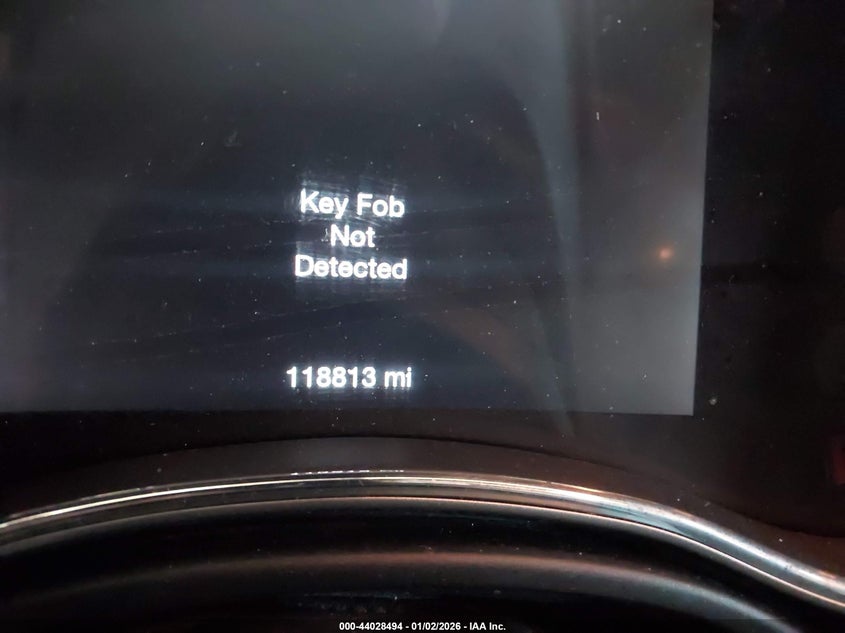 Key Fob
Not
Detected
118813 mi
000-44028494 - 01/02/2026 - IAA Inc.